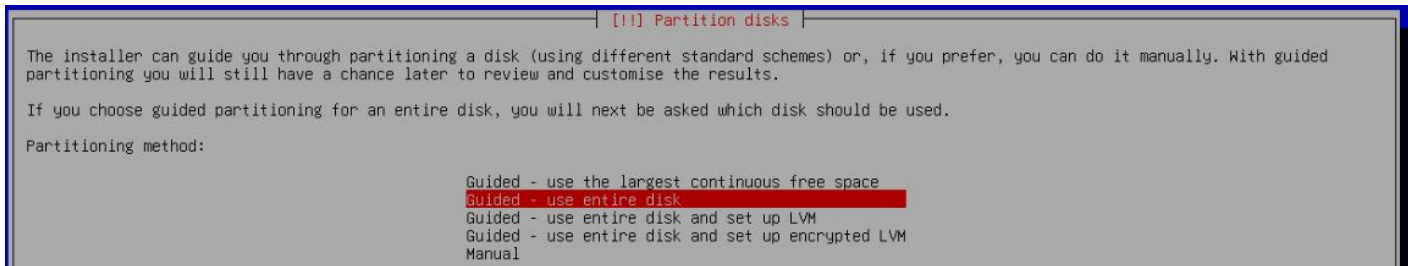 [!!] Partition disks
The installer can guide you through partitioning a disk (using different standard schemes) or, if you prefer, you can do it manually. With guided
partitioning you will still have a chance later to review and customise the results.
If you choose guided partitioning for an entire disk, you will next be asked which disk should be used.
Partitioning method:
Guided - use the largest continuous free space
Guided - use entire disk
Guided - use entire disk and set up LVM
Guided - use entire disk and set up encrypted LVM
Manual